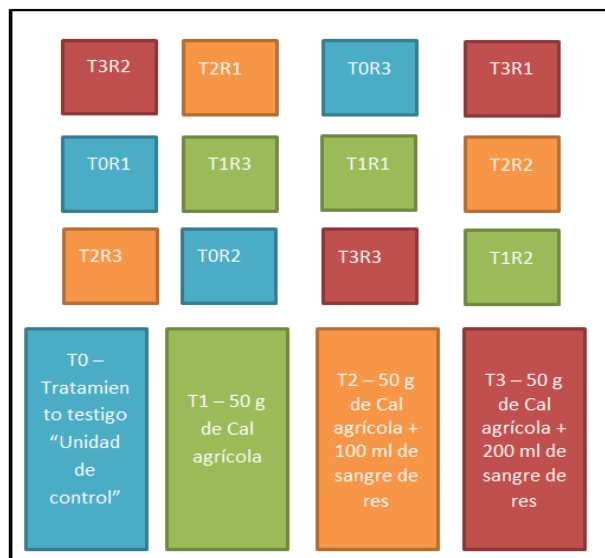 T3R2 T2R1 T0R3 T3R1
T0R1 T1R3 T1R1 T2R2
T2R3 T0R2 T3R3 T1R2
T0 –
Tratamien
to testigo
“Unidad
de
control”
T1 – 50 g
de Cal
agrícola
T2 – 50 g
de Cal
agrícola +
100 ml de
sangre de
res
T3 – 50 g
de Cal
agrícola +
200 ml de
sangre de
res